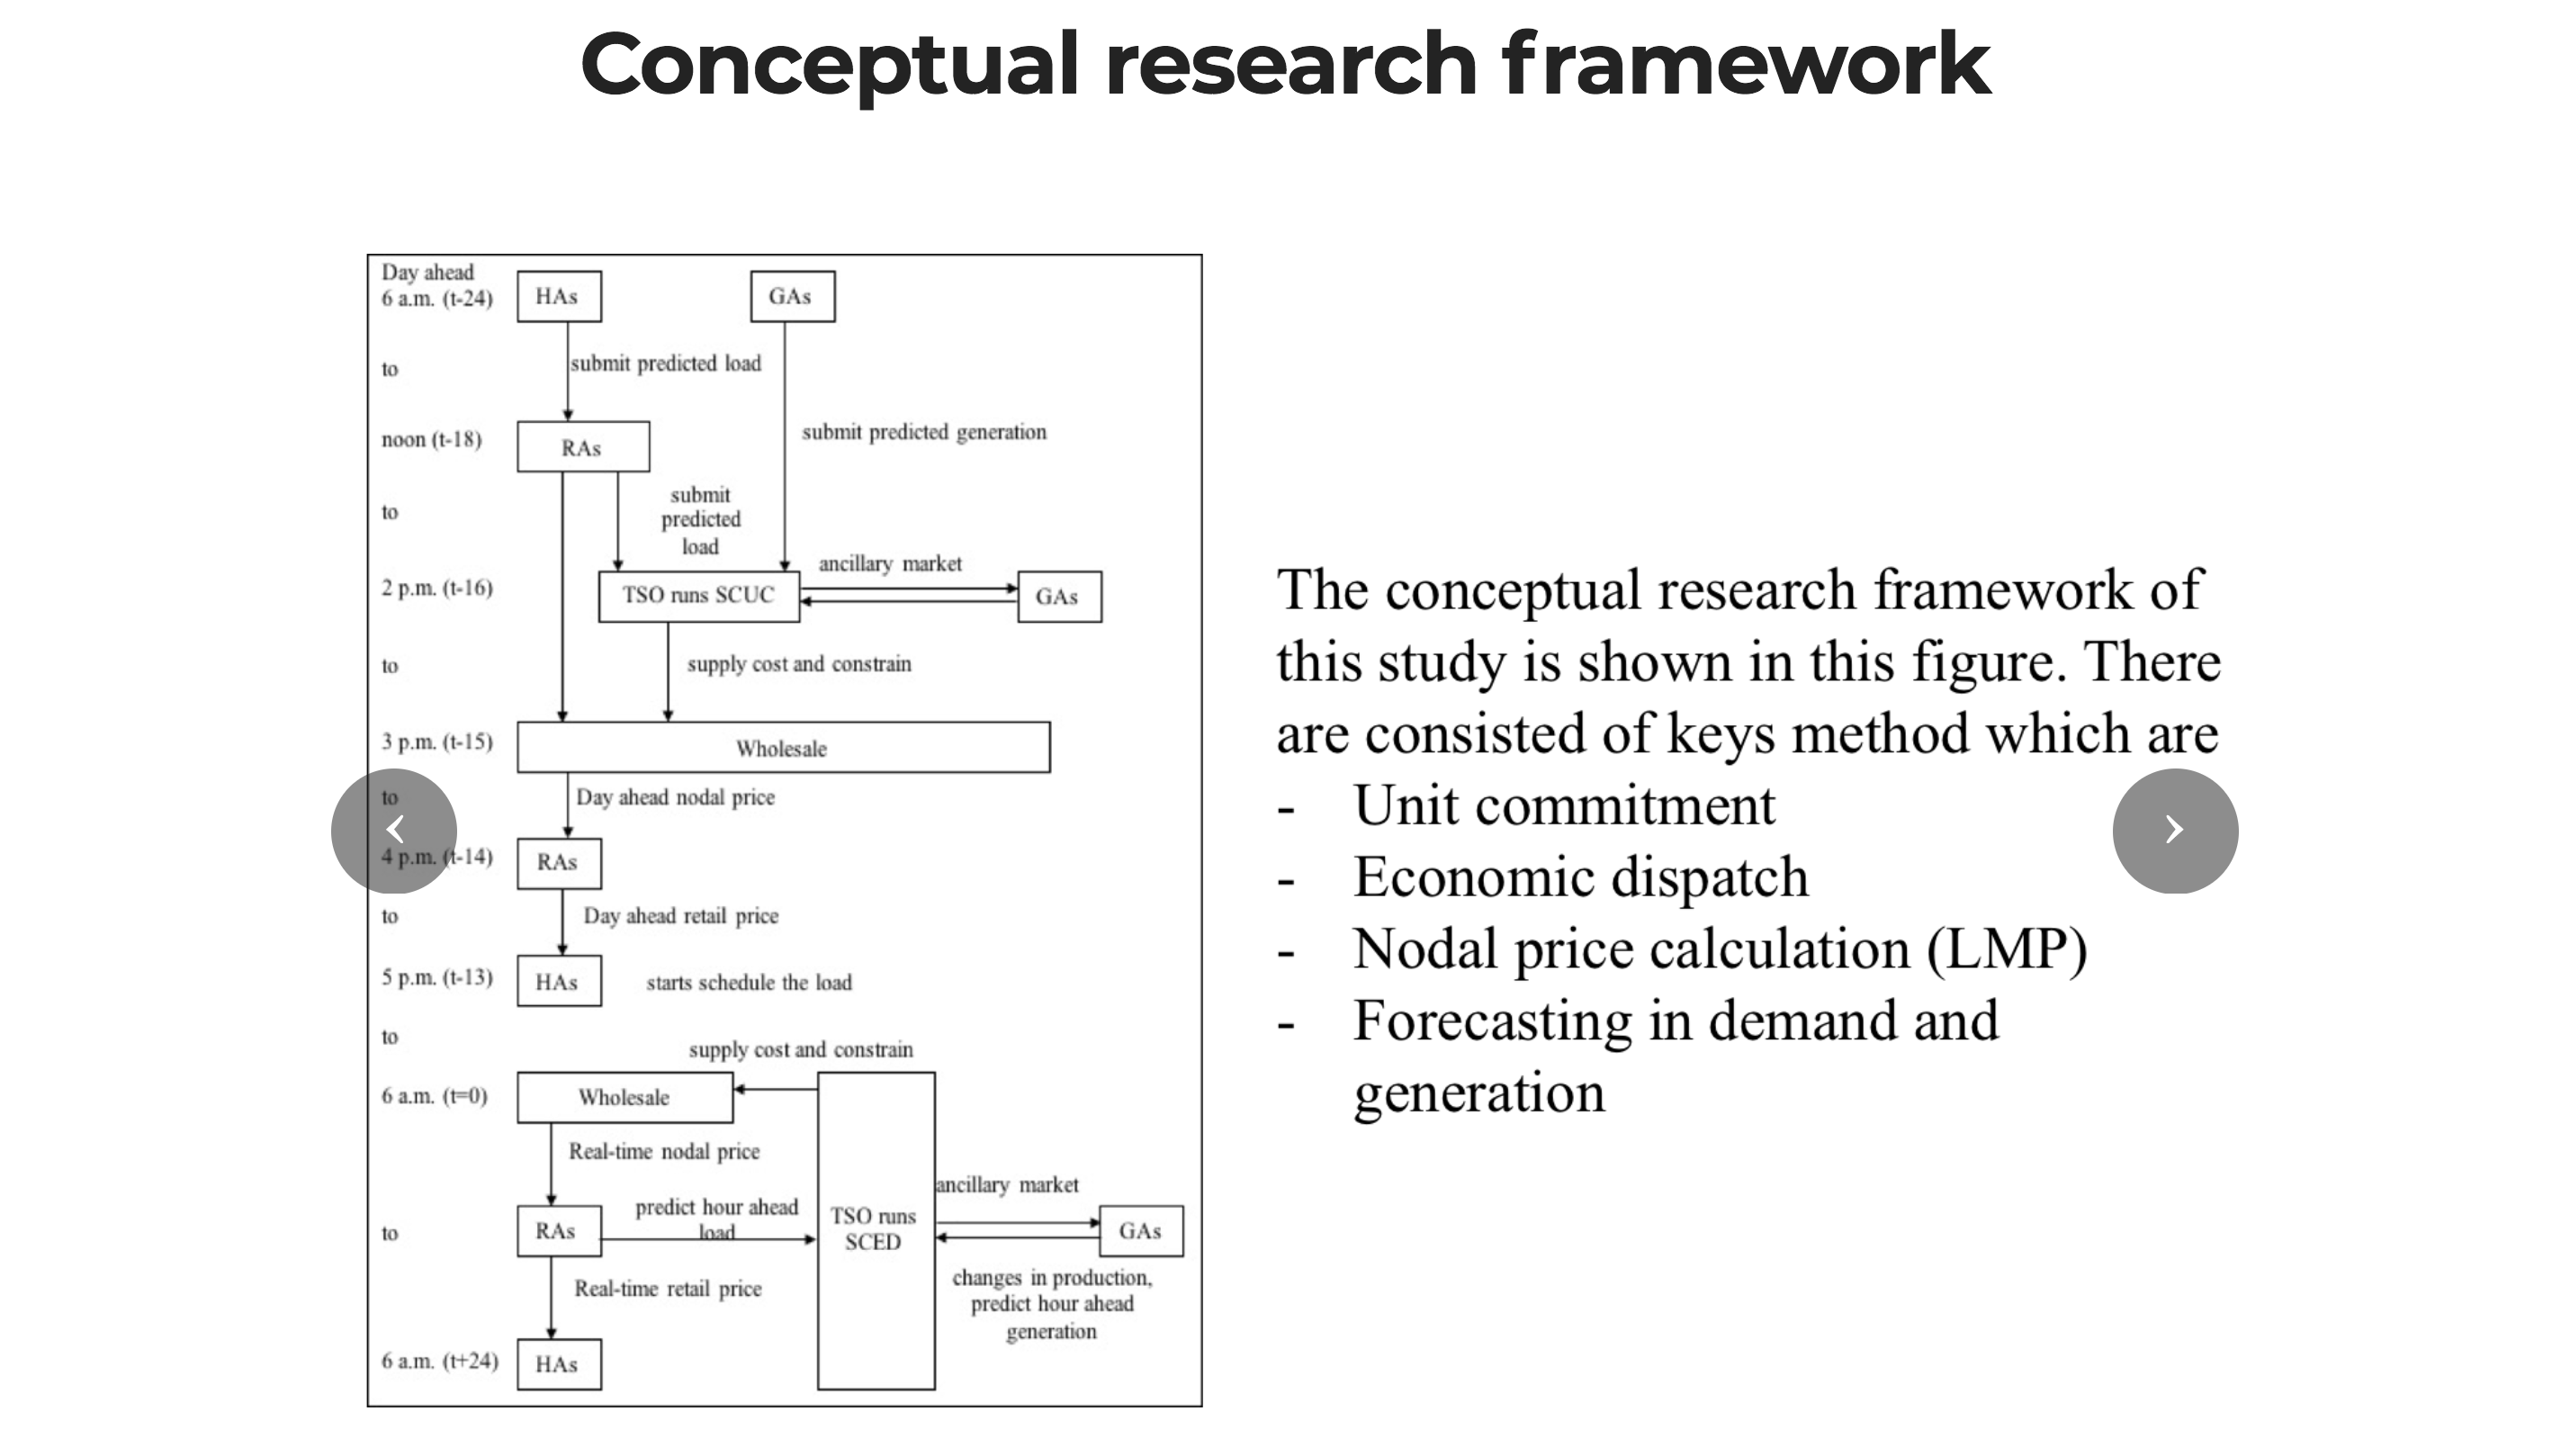 Conceptual research framework
Day ahead
6 a.m. (t-24)
HAs
GAs
to
submit predicted load
noon (t-18)
RAs
submit predicted generation
to
submit
predicted
load
2 p.m. (t-16)
TSO runs SCUC
ancillary market
GAs
to
supply cost and constrain
3 p.m. (t-15)
Wholesale
to
Day ahead nodal price
4 p.m. (t-14)
RAs
to
Day ahead retail price
5 p.m. (t-13)
HAs
starts schedule the load
to
supply cost and constrain
6 a.m. (t=0)
Wholesale
Real-time nodal price
to
RAs
predict hour ahead
load
TSO runs
SCED
ancillary market
GAs
changes in production,
predict hour ahead
generation
Real-time retail price
6 a.m. (t+24)
HAs
The conceptual research framework of
this study is shown in this figure. There
are consisted of keys method which are
- Unit commitment
- Economic dispatch
- Nodal price calculation (LMP)
- Forecasting in demand and
generation